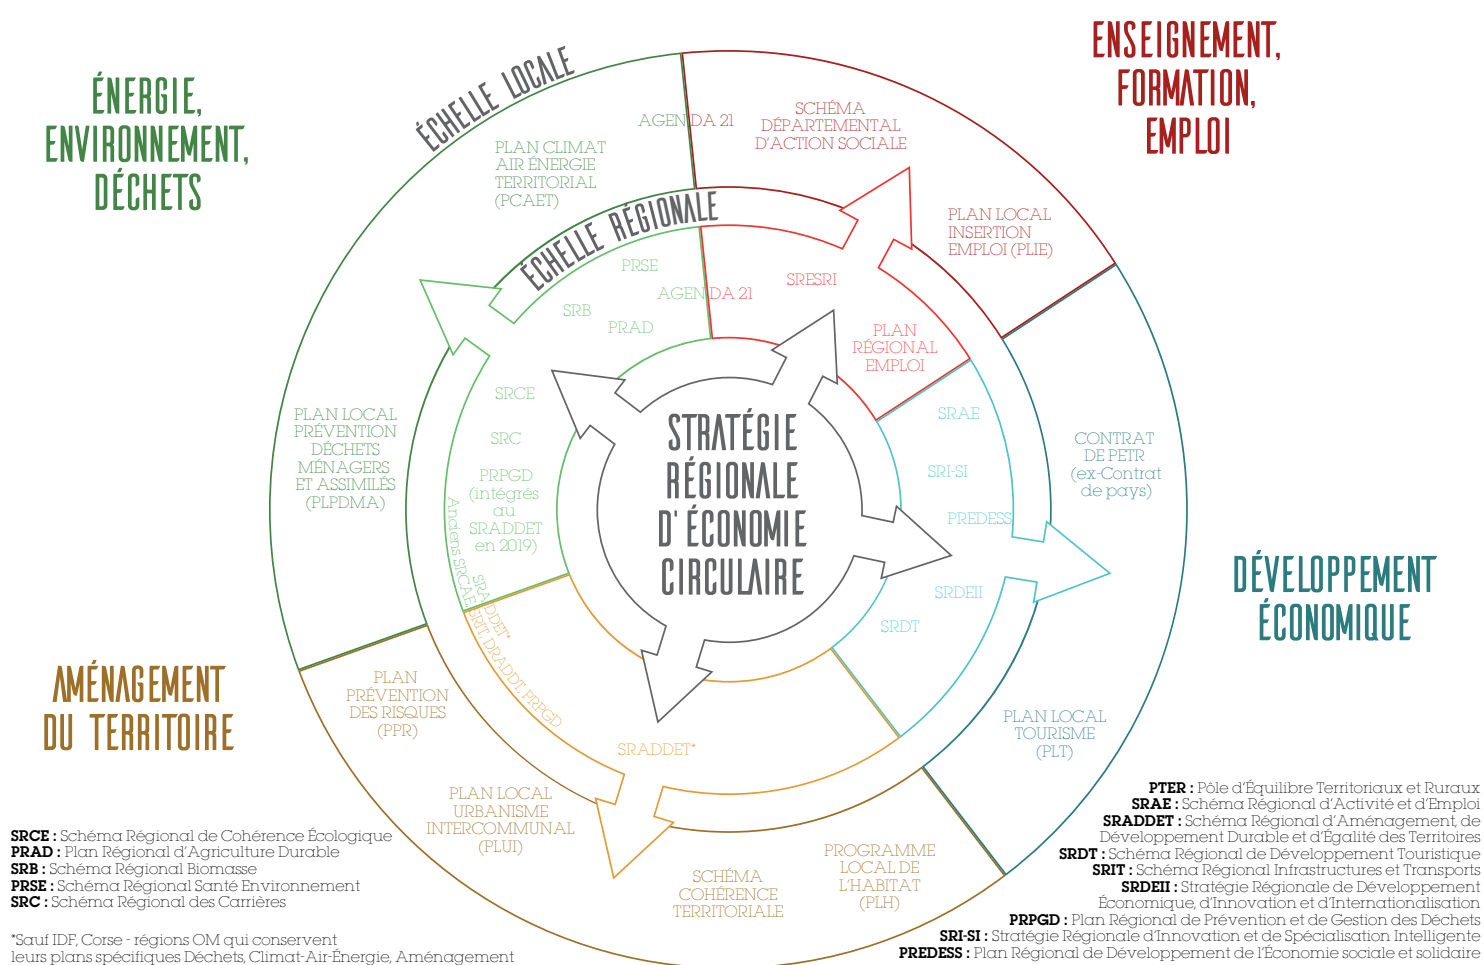 ÉNERGIE,
ENVIRONNEMENT,
DÉCHETS
ENSEIGNEMENT,
FORMATION,
EMPLOI
ÉCHELLE LOCALE
AGENDA 21
PLAN CLIMAT
AIR ÉNERGIE
TERRITORIAL
(PCAET)
SCHÉMA
DÉPARTEMENTAL
D'ACTION SOCIALE
PLAN LOCAL
INSERTION
EMPLOI (PLIE)
ÉCHELLE RÉGIONALE
PRSE
AGENDA 21
SRB
PRAD
SRESRI
PLAN
RÉGIONAL
EMPLOI
SRCE
SRC
PRPGD
(intégrés
au
SRADDET
en 2019)
PLAN LOCAL
PRÉVENTION
DÉCHETS
MÉNAGERS
ET ASSIMILÉS
(PLPDMA)
STRATÉGIE
RÉGIONALE
D' ÉCONOMIE
CIRCULAIRE
SRAE
SRI-SI
PREDESS
SRDEII
SRDT
CONTRAT
DE PETR
(ex-Contrat
de pays)
DÉVELOPPEMENT
ÉCONOMIQUE
PLAN LOCAL
TOURISME
(PLT)
SRADDET*
Anciens SRCAE, SRIT, DRADDT, PRPGD
SRADDET*
AMÉNAGEMENT
DU TERRITOIRE
PLAN
PRÉVENTION
DES RISQUES
(PPR)
PLAN LOCAL
URBANISME
INTERCOMMUNAL
(PLUI)
SCHÉMA
COHÉRENCE
TERRITORIALE
PROGRAMME
LOCAL DE
L'HABITAT
(PLH)
SRCE : Schéma Régional de Cohérence Écologique
PRAD : Plan Régional d'Agriculture Durable
SRB : Schéma Régional Biomasse
PRSE : Schéma Régional Santé Environnement
SRC : Schéma Régional des Carrières
*Sauf IDF, Corse - régions OM qui conservent
leurs plans spécifiques Déchets, Climat-Air-Énergie, Aménagement
PTER : Pôle d'Équilibre Territoriaux et Ruraux
SRAE : Schéma Régional d'Activité et d'Emploi
SRADDET : Schéma Régional d'Aménagement, de
Développement Durable et d'Égalité des Territoires
SRDT : Schéma Régional de Développement Touristique
SRIT : Schéma Régional Infrastructures et Transports
SRDEII : Stratégie Régionale de Développement
Économique, d'Innovation et d'Internationalisation
PRPGD : Plan Régional de Prévention et de Gestion des Déchets
SRI-SI : Stratégie Régionale d'Innovation et de Spécialisation Intelligente
PREDESS : Plan Régional de Développement de l'Économie sociale et solidaire